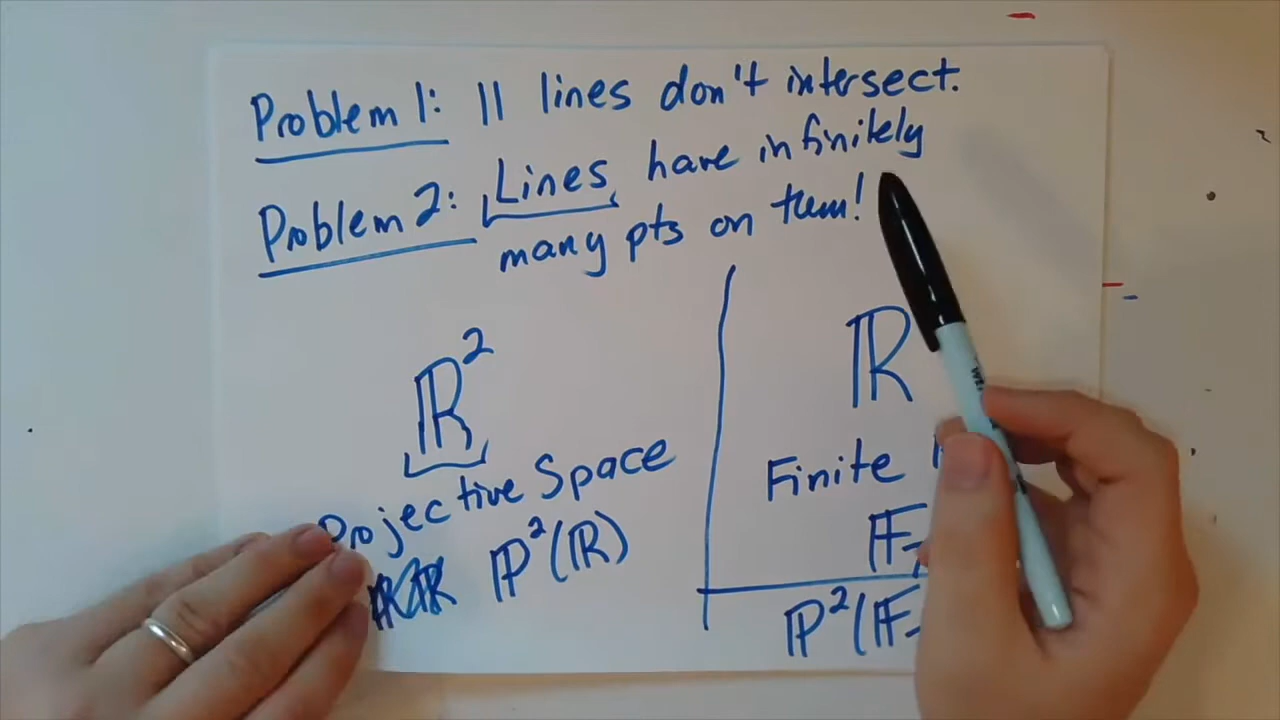 Problem 1: || lines don't intersect.
Problem 2: Lines have infinitely
many pts on them!
ℝ²
Projective Space
ℙ²(ℝ)
ℝ
Finite
𝔽
ℙ²(𝔽